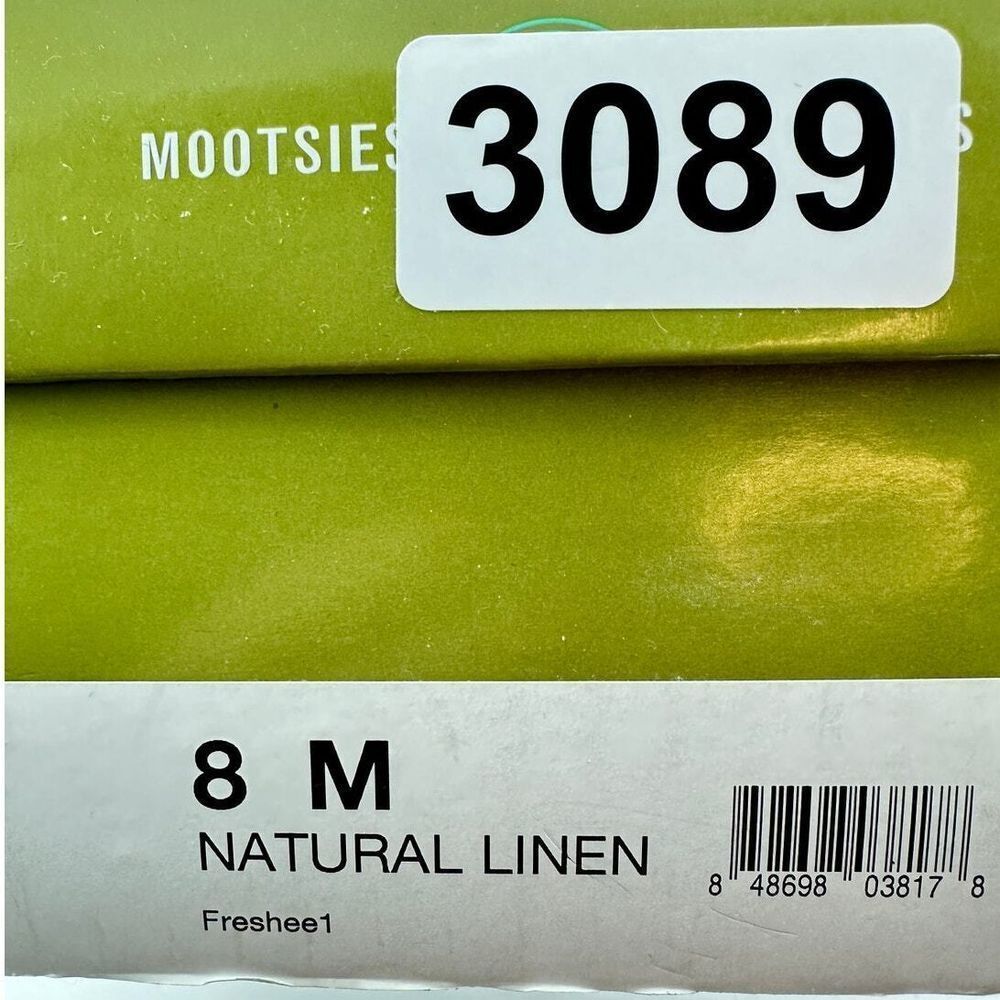 MOOTSIES
3089
8 M
NATURAL LINEN
Freshee1
8 48698 03817 8